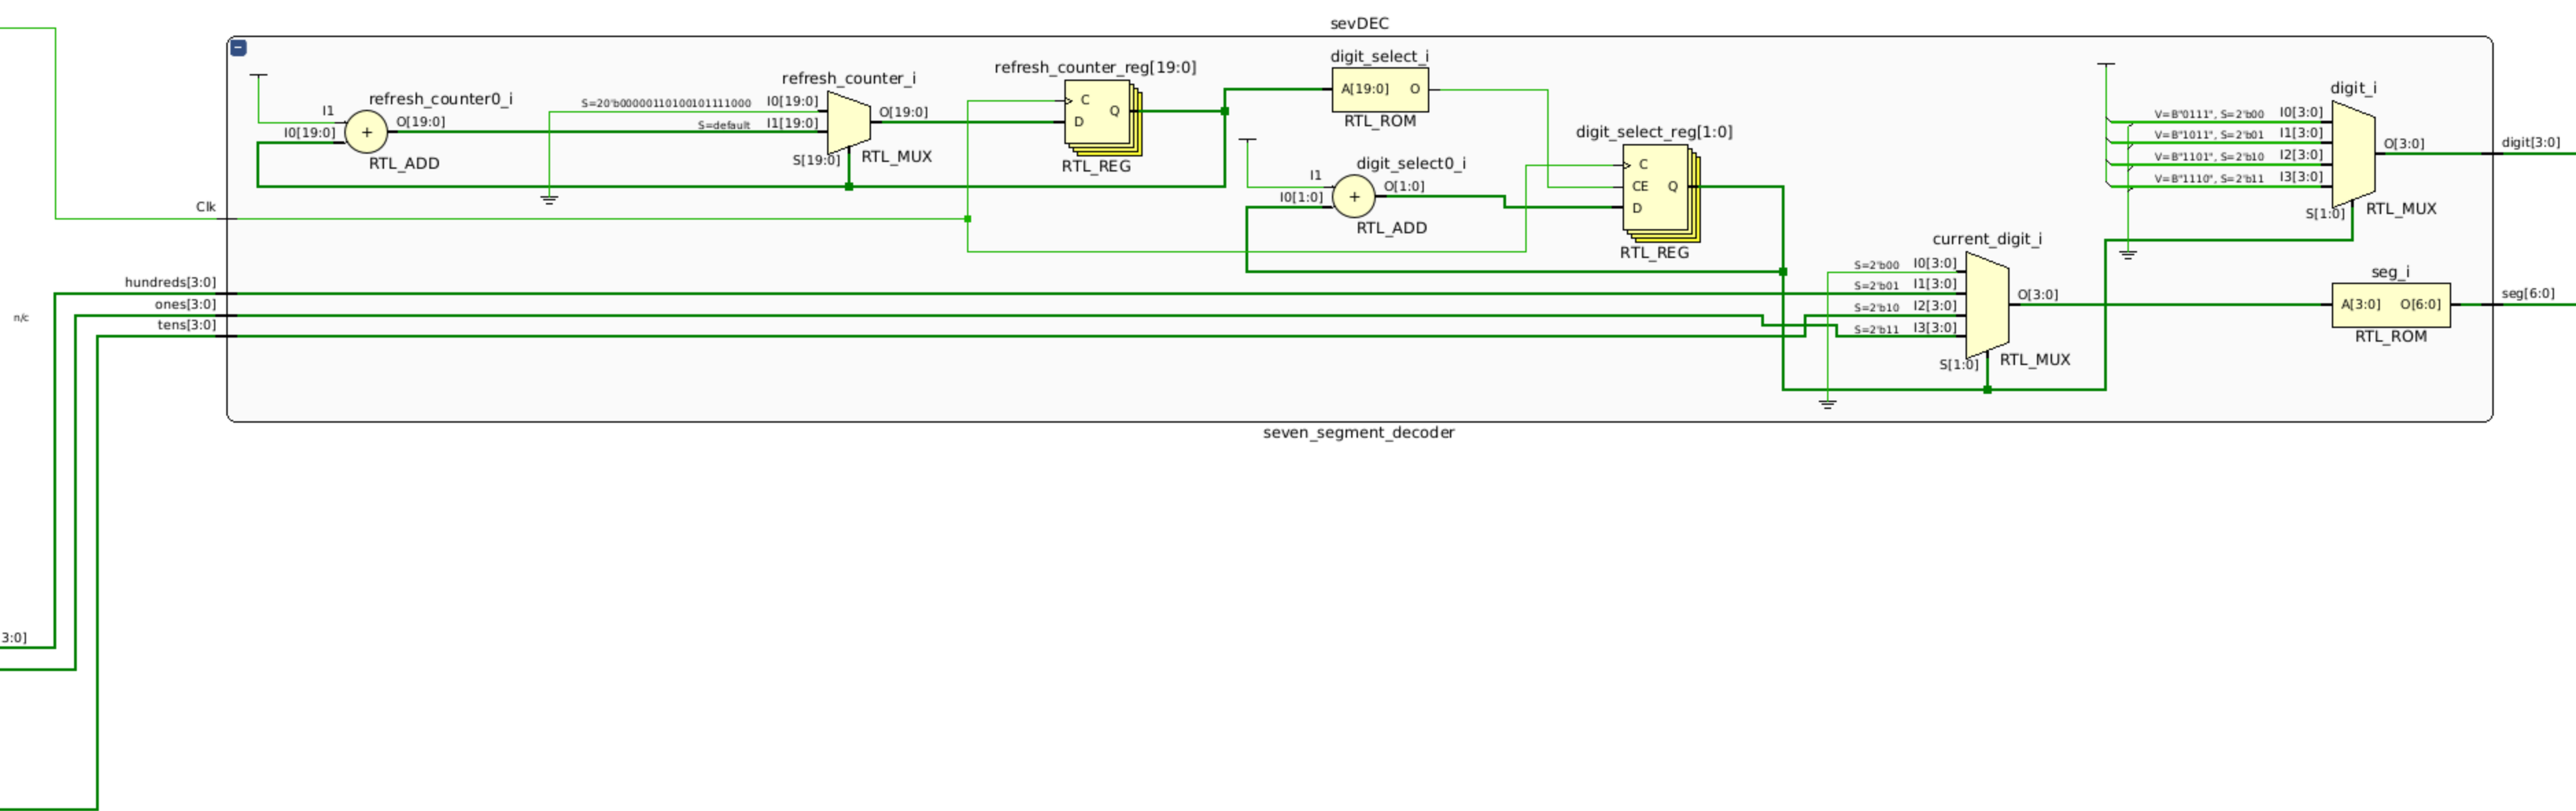 sevDEC
refresh_counter0_i
I1
I0[19:0]
O[19:0]
RTL_ADD
refresh_counter_i
S=20'b00000110100101111000
I0[19:0]
S=default
I1[19:0]
O[19:0]
S[19:0]
RTL_MUX
refresh_counter_reg[19:0]
C
D
Q
RTL_REG
digit_select_i
A[19:0]
O
RTL_ROM
digit_select0_i
I1
I0[1:0]
O[1:0]
RTL_ADD
digit_select_reg[1:0]
C
CE
D
Q
RTL_REG
digit_i
V=B"0111", S=2'b00
I0[3:0]
V=B"1011", S=2'b01
I1[3:0]
V=B"1101", S=2'b10
I2[3:0]
V=B"1110", S=2'b11
I3[3:0]
O[3:0]
S[1:0]
RTL_MUX
digit[3:0]
current_digit_i
S=2'b00
I0[3:0]
S=2'b01
I1[3:0]
S=2'b10
I2[3:0]
S=2'b11
I3[3:0]
O[3:0]
S[1:0]
RTL_MUX
seg_i
A[3:0]
O[6:0]
RTL_ROM
seg[6:0]
Clk
hundreds[3:0]
ones[3:0]
tens[3:0]
n/c
seven_segment_decoder
3:0]